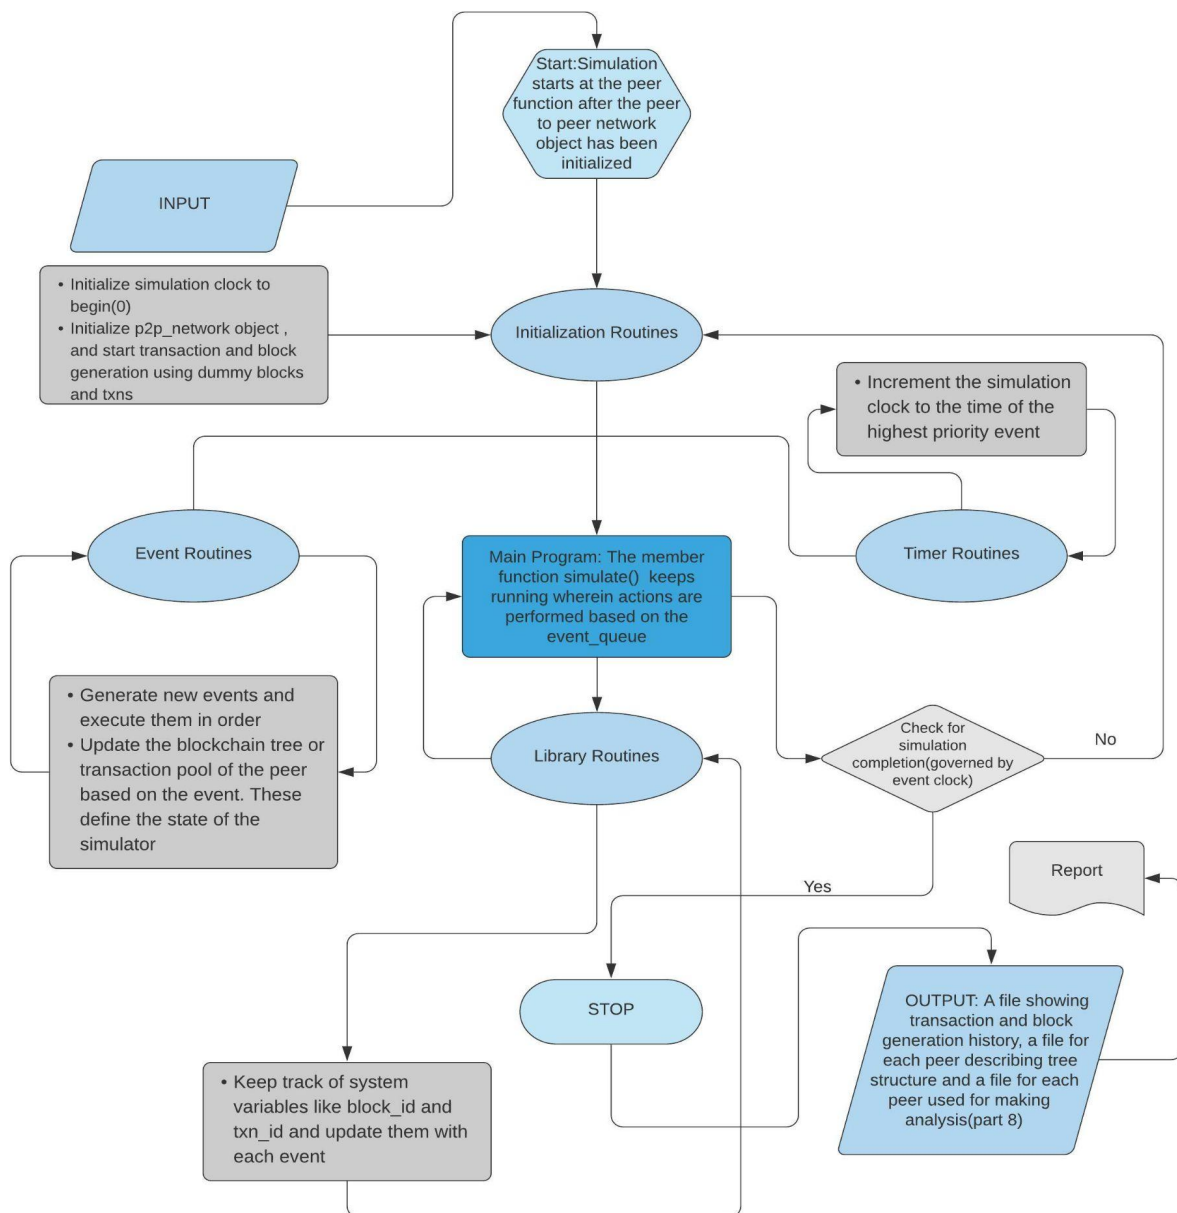 Start:Simulation
starts at the peer
function after the peer
to peer network
object has been
initialized
INPUT
• Initialize simulation clock to
begin(0)
• Initialize p2p_network object ,
and start transaction and block
generation using dummy blocks
and txns
Initialization Routines
• Increment the simulation
clock to the time of the
highest priority event
Event Routines
Main Program: The member
function simulate()  keeps
running wherein actions are
performed based on the
event_queue
Timer Routines
• Generate new events and
execute them in order
• Update the blockchain tree or
transaction pool of the peer
based on the event. These
define the state of the
simulator
Library Routines
Check for
simulation
completion(governed by
event clock)
No
Yes
Report
STOP
OUTPUT: A file showing
transaction and block
generation history, a file for
each peer describing tree
structure and a file for each
peer used for making
analysis(part 8)
• Keep track of system
variables like block_id and
txn_id and update them with
each event